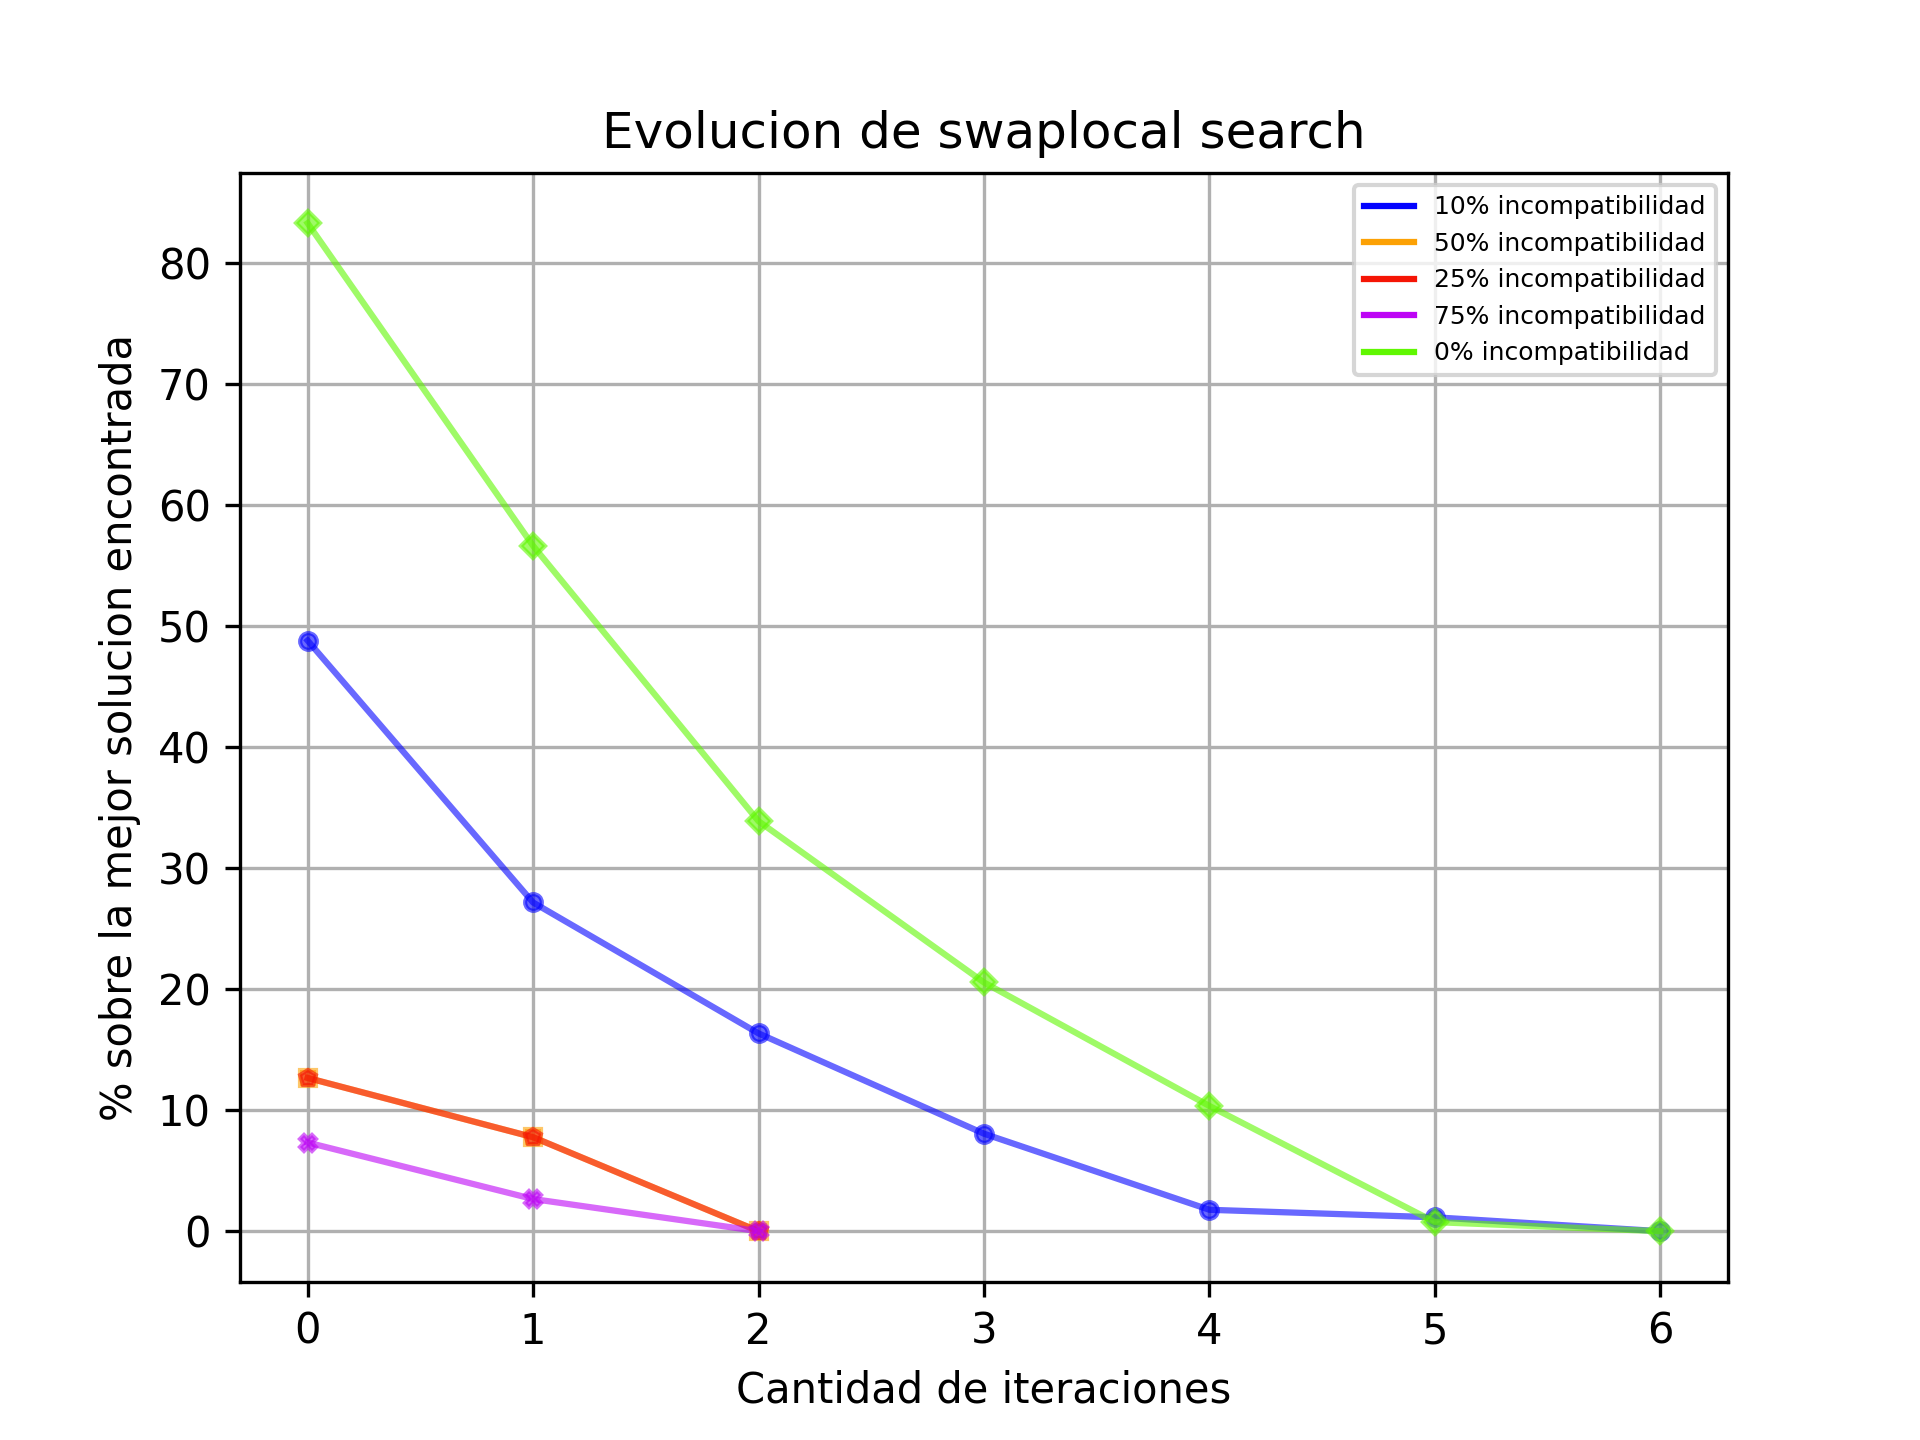 Evolucion de swaplocal search
10% incompatibilidad
50% incompatibilidad
25% incompatibilidad
75% incompatibilidad
0% incompatibilidad
% sobre la mejor solucion encontrada
80
70
60
50
40
30
20
10
0
0 1 2 3 4 5 6
Cantidad de iteraciones